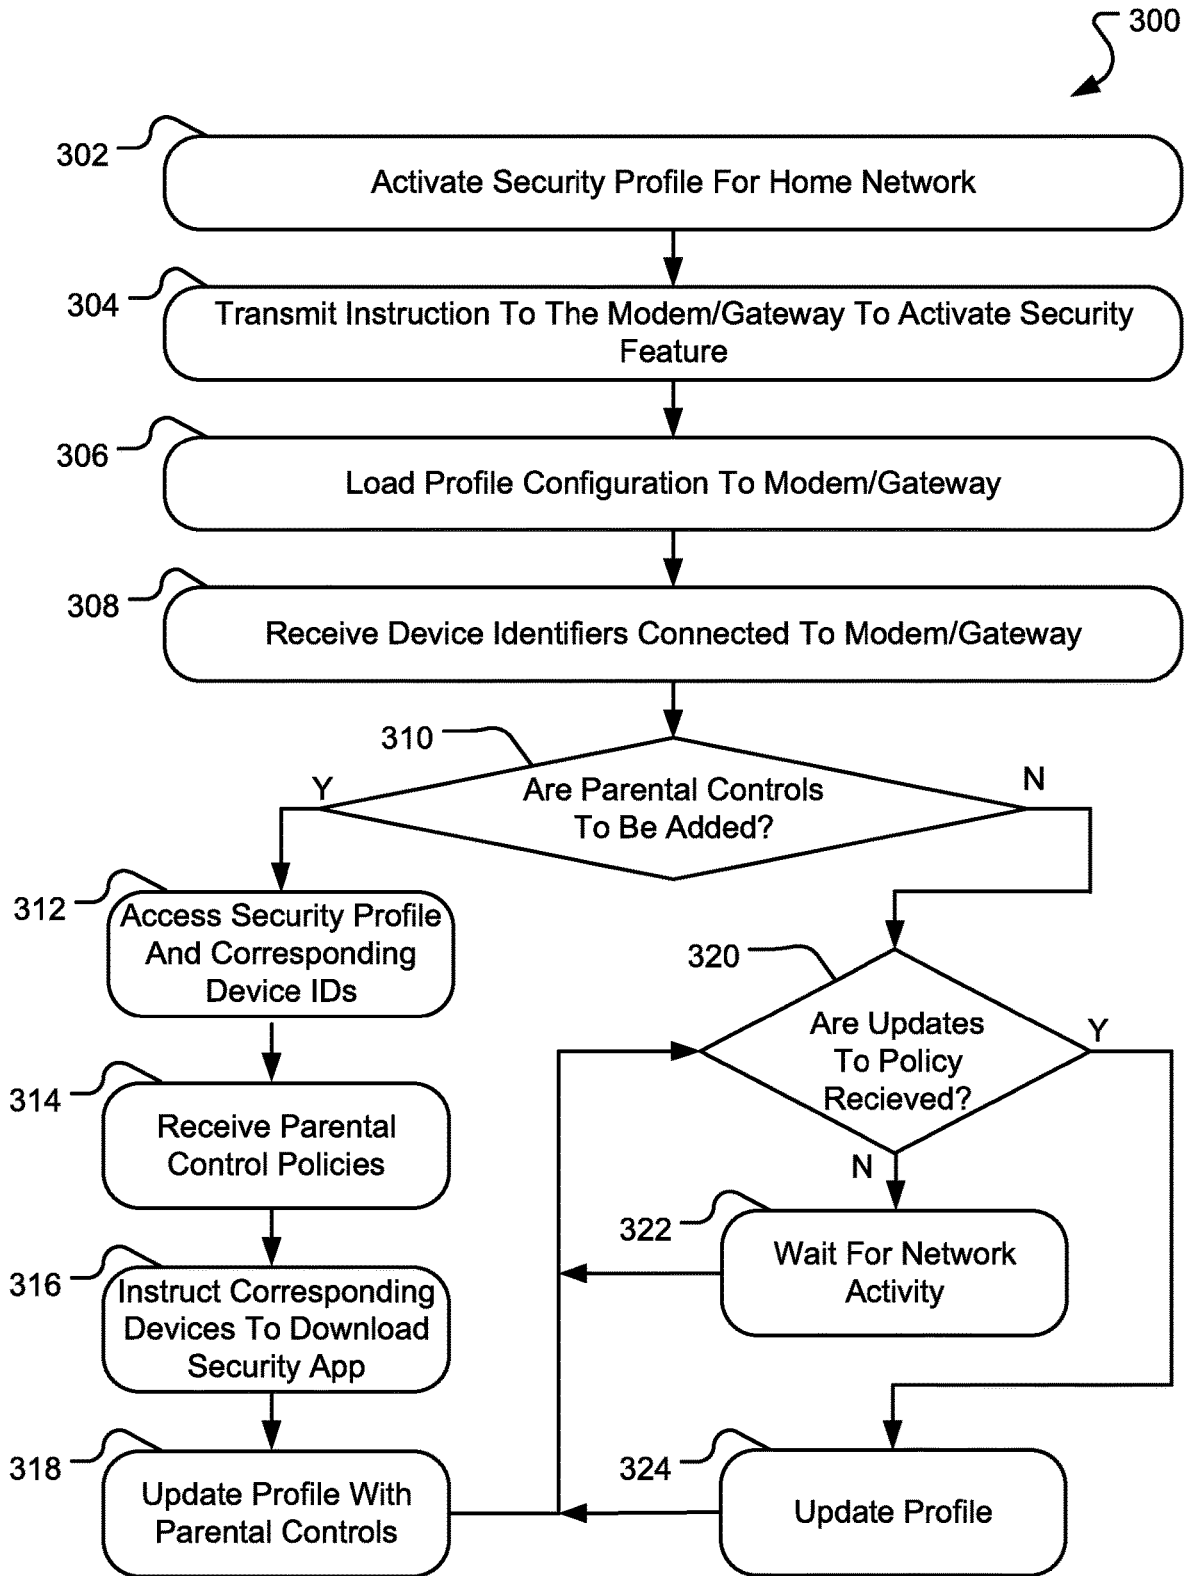 300
302
Activate Security Profile For Home Network
304
Transmit Instruction To The Modem/Gateway To Activate Security
Feature
306
Load Profile Configuration To Modem/Gateway
308
Receive Device Identifiers Connected To Modem/Gateway
310
Y
Are Parental Controls
To Be Added?
N
312
Access Security Profile
And Corresponding
Device IDs
314
Receive Parental
Control Policies
316
Instruct Corresponding
Devices To Download
Security App
318
Update Profile With
Parental Controls
320
Are Updates
To Policy
Recieved?
Y
N
322
Wait For Network
Activity
324
Update Profile